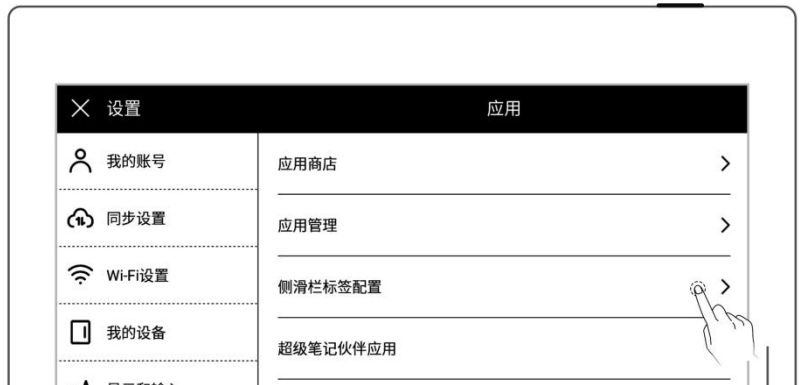 设置
应用
我的账号
同步设置
Wi-Fi设置
我的设备
应用商店
应用管理
侧滑栏标签配置
超级笔记伙伴应用